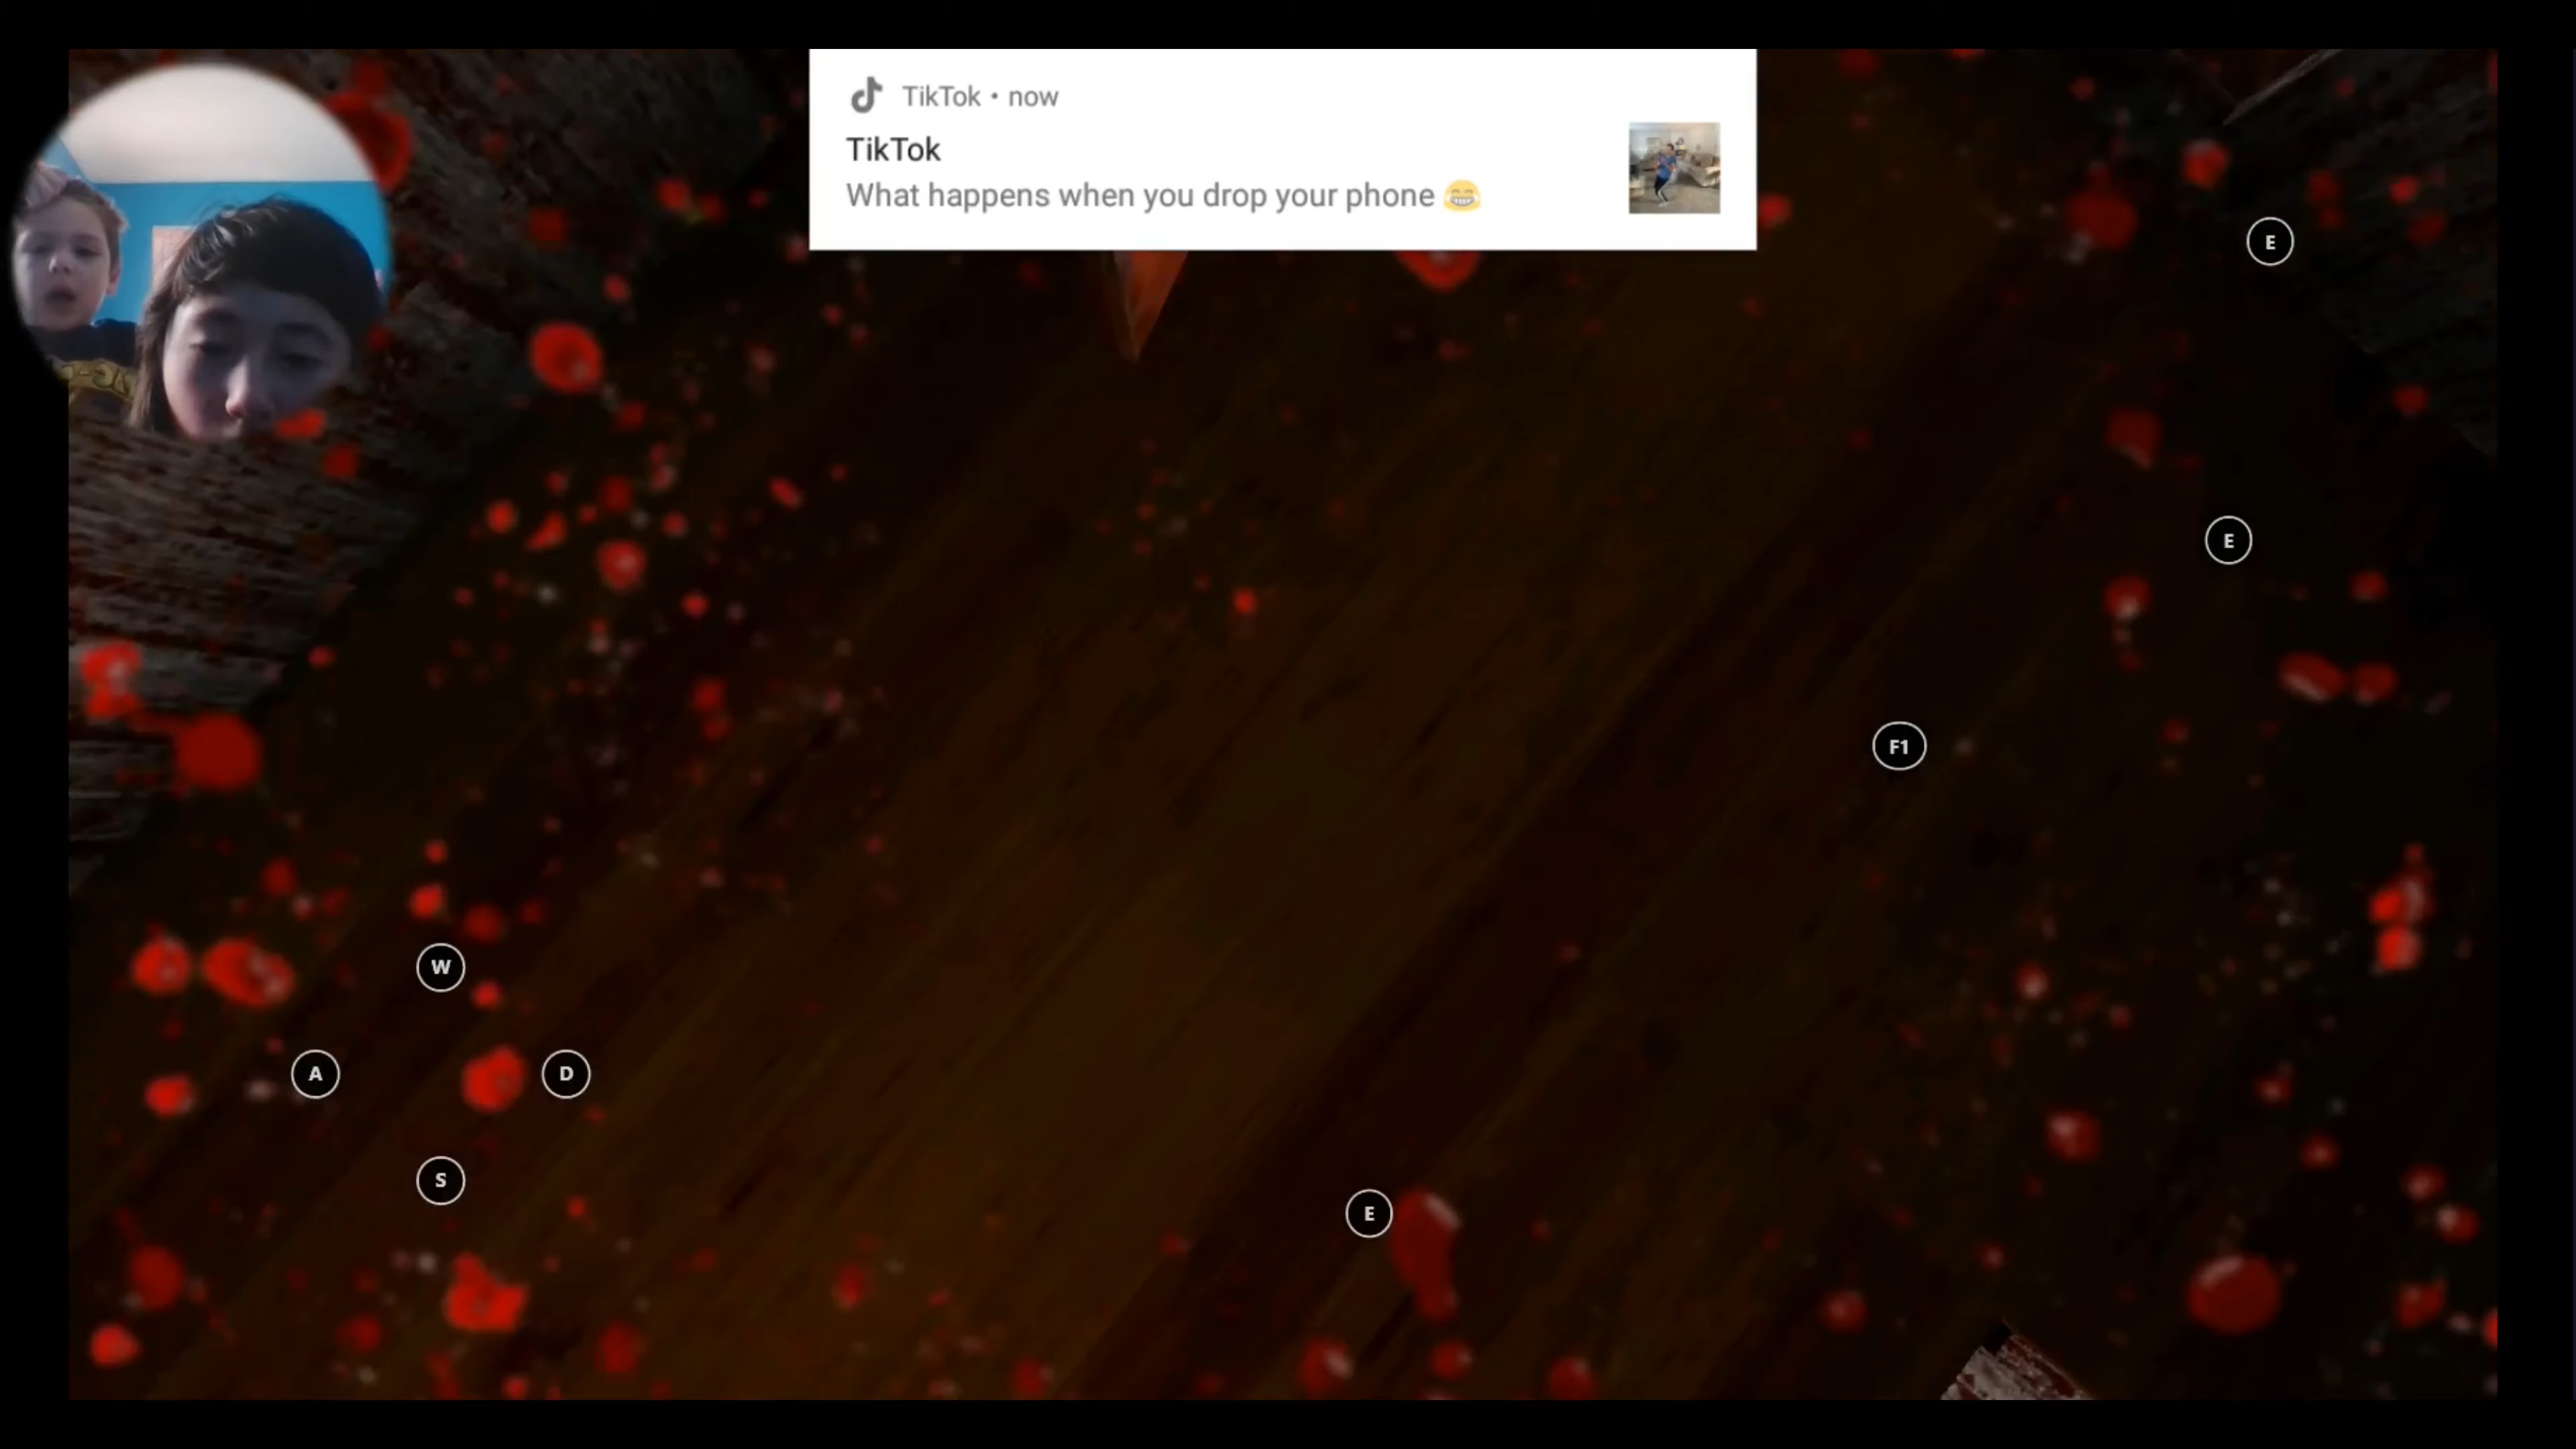 TikTok • now
TikTok
What happens when you drop your phone 😂
E
E
F1
W
A
D
S
E